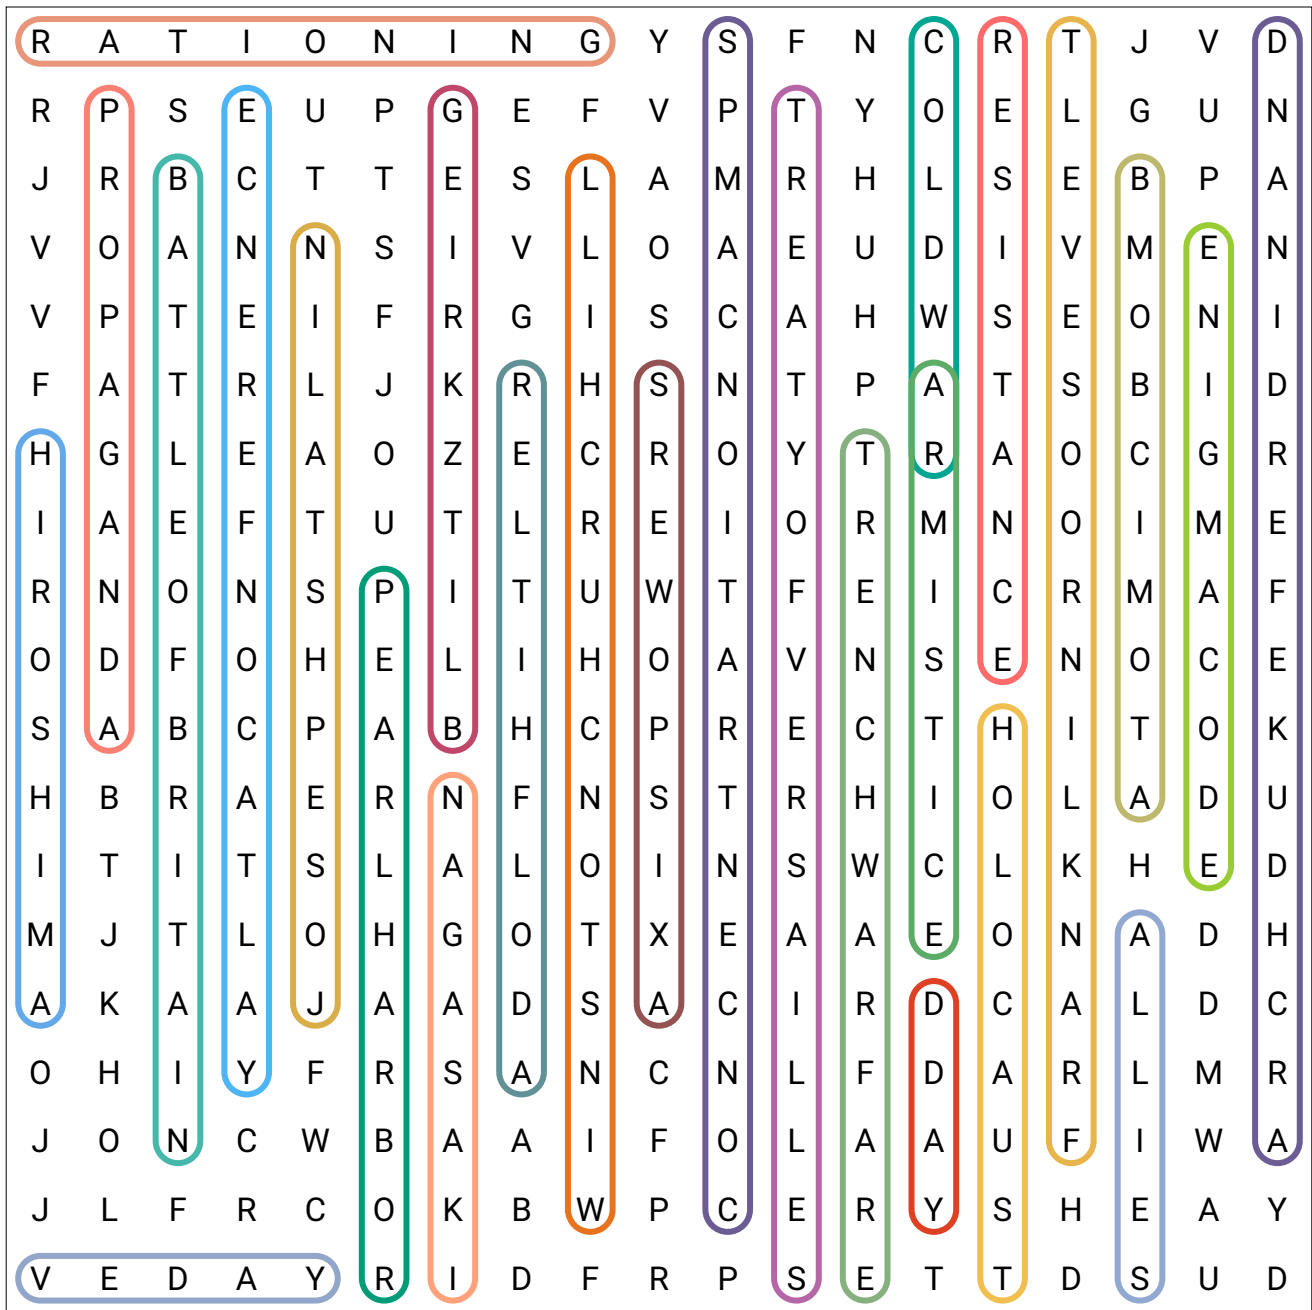 R A T I O N I N G Y S F N C R T J V D
R P S E U P G E F V P T Y O E L G U N
J R B C T T E S L A M R H L S E B P A
V O A N N S I V L O A E U D I V M E N
V P T E I F R G I S C A H W S E O N I
F A T R L J K R H S N T P A T S B I D
H G L E A O Z E C R O Y T R A O C G R
I A E F T U T L R E I O R M N O I M E
R N O N S P I T U W T F E I C R M A F
O D F O H E L I H O A V N S E N O C E
S A B C P A B H C P R E C T H I T O K
H B R A E R N F N S T R H I O L A D U
I T I T S L A L O I N S W C L K H E D
M J T L O H G O T X E A A E O N A D H
A K A A J A A D S A C I R D C A L D C
O H I Y F R S A N C N L F D A R L M R
J O N C W B A A I F O L A A U F I W A
J L F R C O K B W P C E R Y S H E A Y
V E D A Y R I D F R P S E T T D S U D